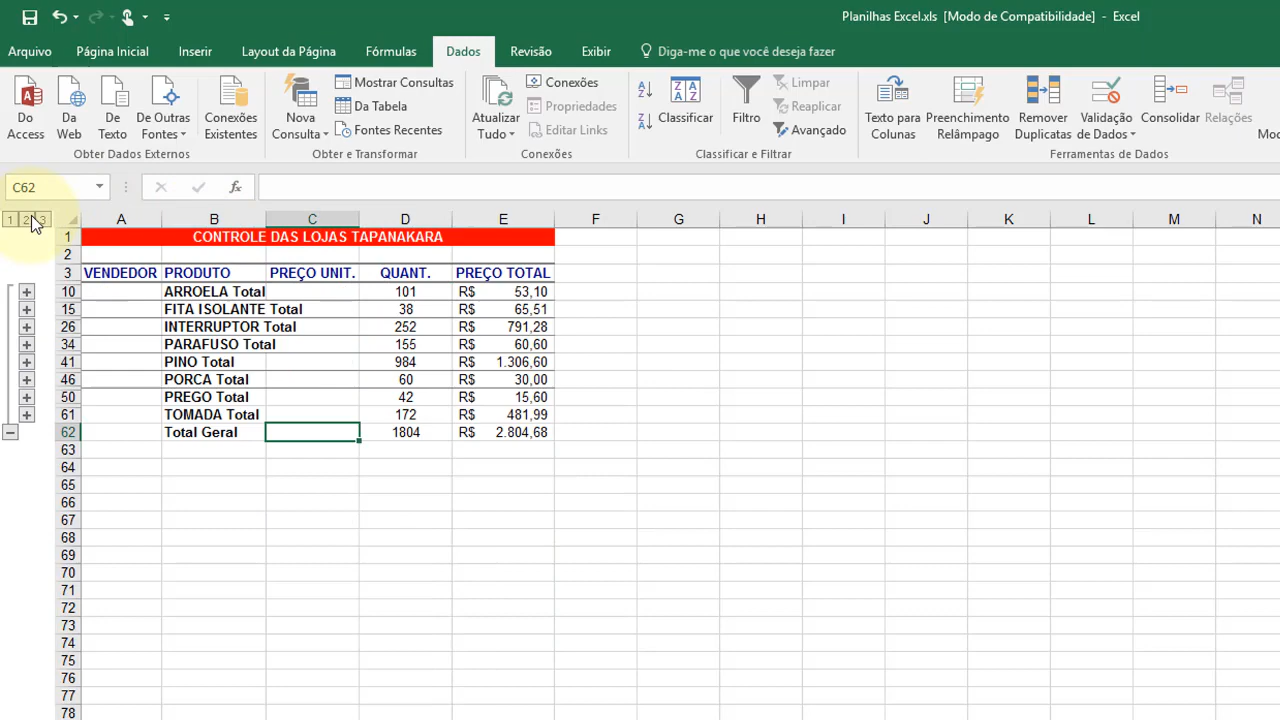 Planilhas Excel.xls [Modo de Compatibilidade] - Excel
Arquivo Página Inicial Inserir Layout da Página Fórmulas Dados Revisão Exibir Diga-me o que você deseja fazer
Do Access
Do Web
De Texto
De Outras Fontes
Conexões Existentes
Obter Dados Externos
Nova Consulta
Mostrar Consultas
Da Tabela
Fontes Recentes
Obter e Transformar
Atualizar Tudo
Conexões
Propriedades
Editar Links
Conexões
Classificar
Filtro
Limpar
Reaplicar
Avançado
Classificar e Filtrar
Texto para Colunas
Preenchimento Relâmpago
Remover Duplicatas
Validação de Dados
Consolidar
Relações
Ferramentas de Dados
C62 fx
1 2 3 A B C D E F G H I J K L M N
1 CONTROLE DAS LOJAS TAPANAKARA
2
3 VENDEDOR PRODUTO PREÇO UNIT. QUANT. PREÇO TOTAL
10 ARROELA Total 101 R$ 53,10
15 FITA ISOLANTE Total 38 R$ 65,51
26 INTERRUPTOR Total 252 R$ 791,28
34 PARAFUSO Total 155 R$ 60,60
41 PINO Total 984 R$ 1.306,60
46 PORCA Total 60 R$ 30,00
50 PREGO Total 42 R$ 15,60
61 TOMADA Total 172 R$ 481,99
62 Total Geral 1804 R$ 2.804,68
63
64
65
66
67
68
69
70
71
72
73
74
75
76
77
78